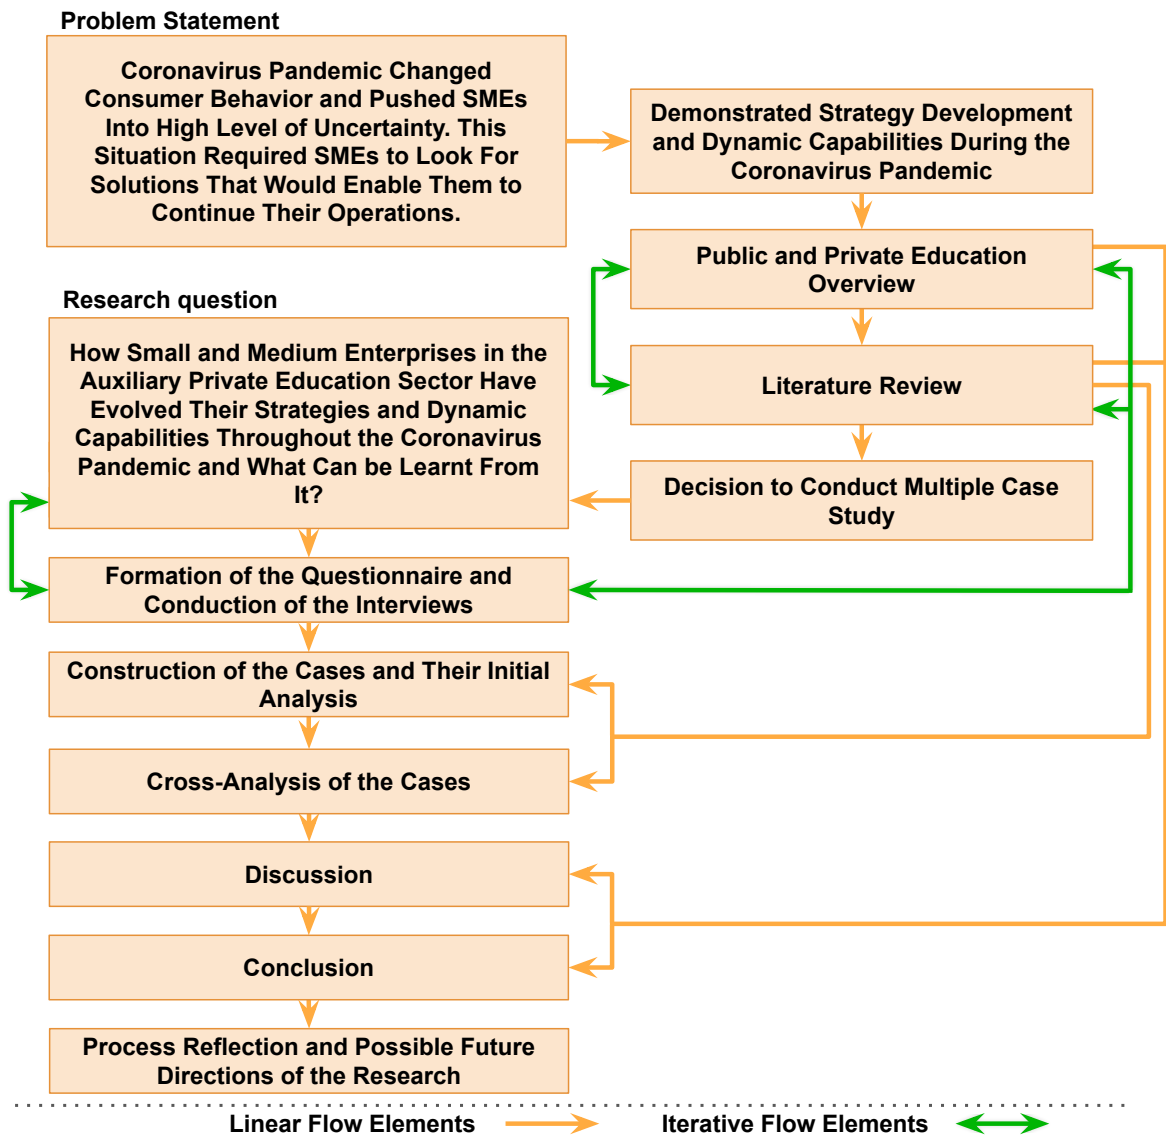 Problem Statement
Coronavirus Pandemic Changed
Consumer Behavior and Pushed SMEs
Into High Level of Uncertainty. This
Situation Required SMEs to Look For
Solutions That Would Enable Them to
Continue Their Operations.
Demonstrated Strategy Development
and Dynamic Capabilities During the
Coronavirus Pandemic
Public and Private Education
Overview
Literature Review
Decision to Conduct Multiple Case
Study
Research question
How Small and Medium Enterprises in the
Auxiliary Private Education Sector Have
Evolved Their Strategies and Dynamic
Capabilities Throughout the Coronavirus
Pandemic and What Can be Learnt From
It?
Formation of the Questionnaire and
Conduction of the Interviews
Construction of the Cases and Their Initial
Analysis
Cross-Analysis of the Cases
Discussion
Conclusion
Process Reflection and Possible Future
Directions of the Research
Linear Flow Elements
Iterative Flow Elements